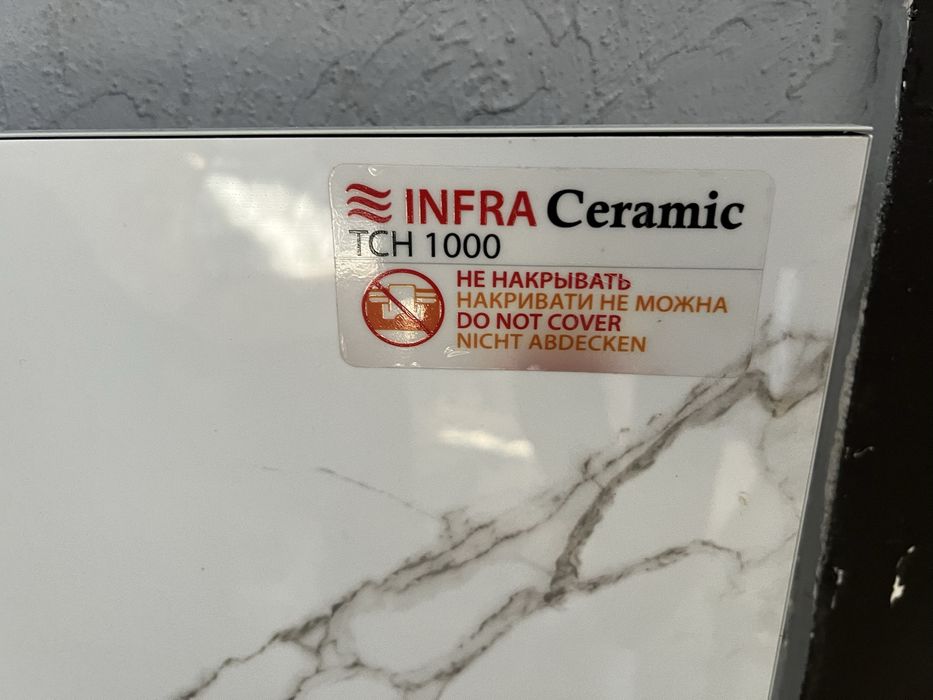 INFRA Ceramic
TCH 1000
НЕ НАКРЫВАТЬ
НАКРИВАТИ НЕ МОЖНА
DO NOT COVER
NICHT ABDECKEN